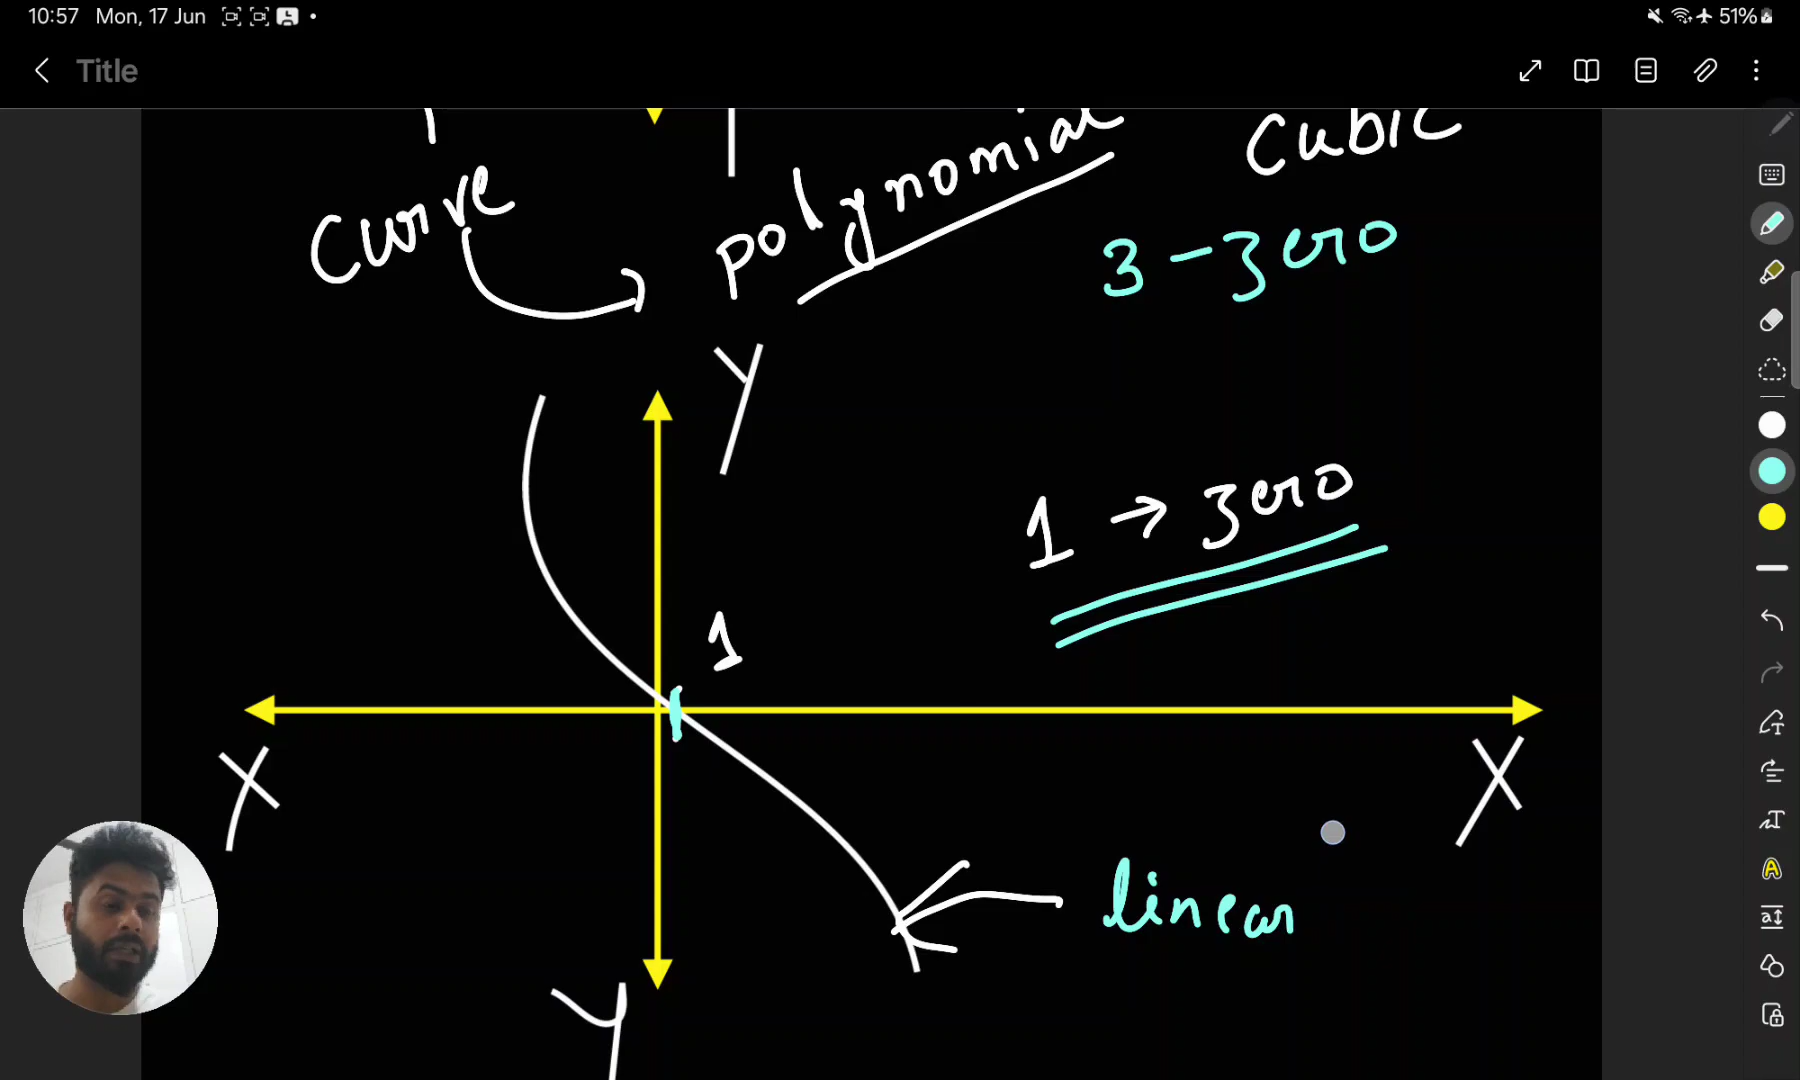 10:57 Mon, 17 Jun
51%
Title
Curve
polynomial
Cubic
3 - zero
Y
1 → zero
1
X
X
linear
Y